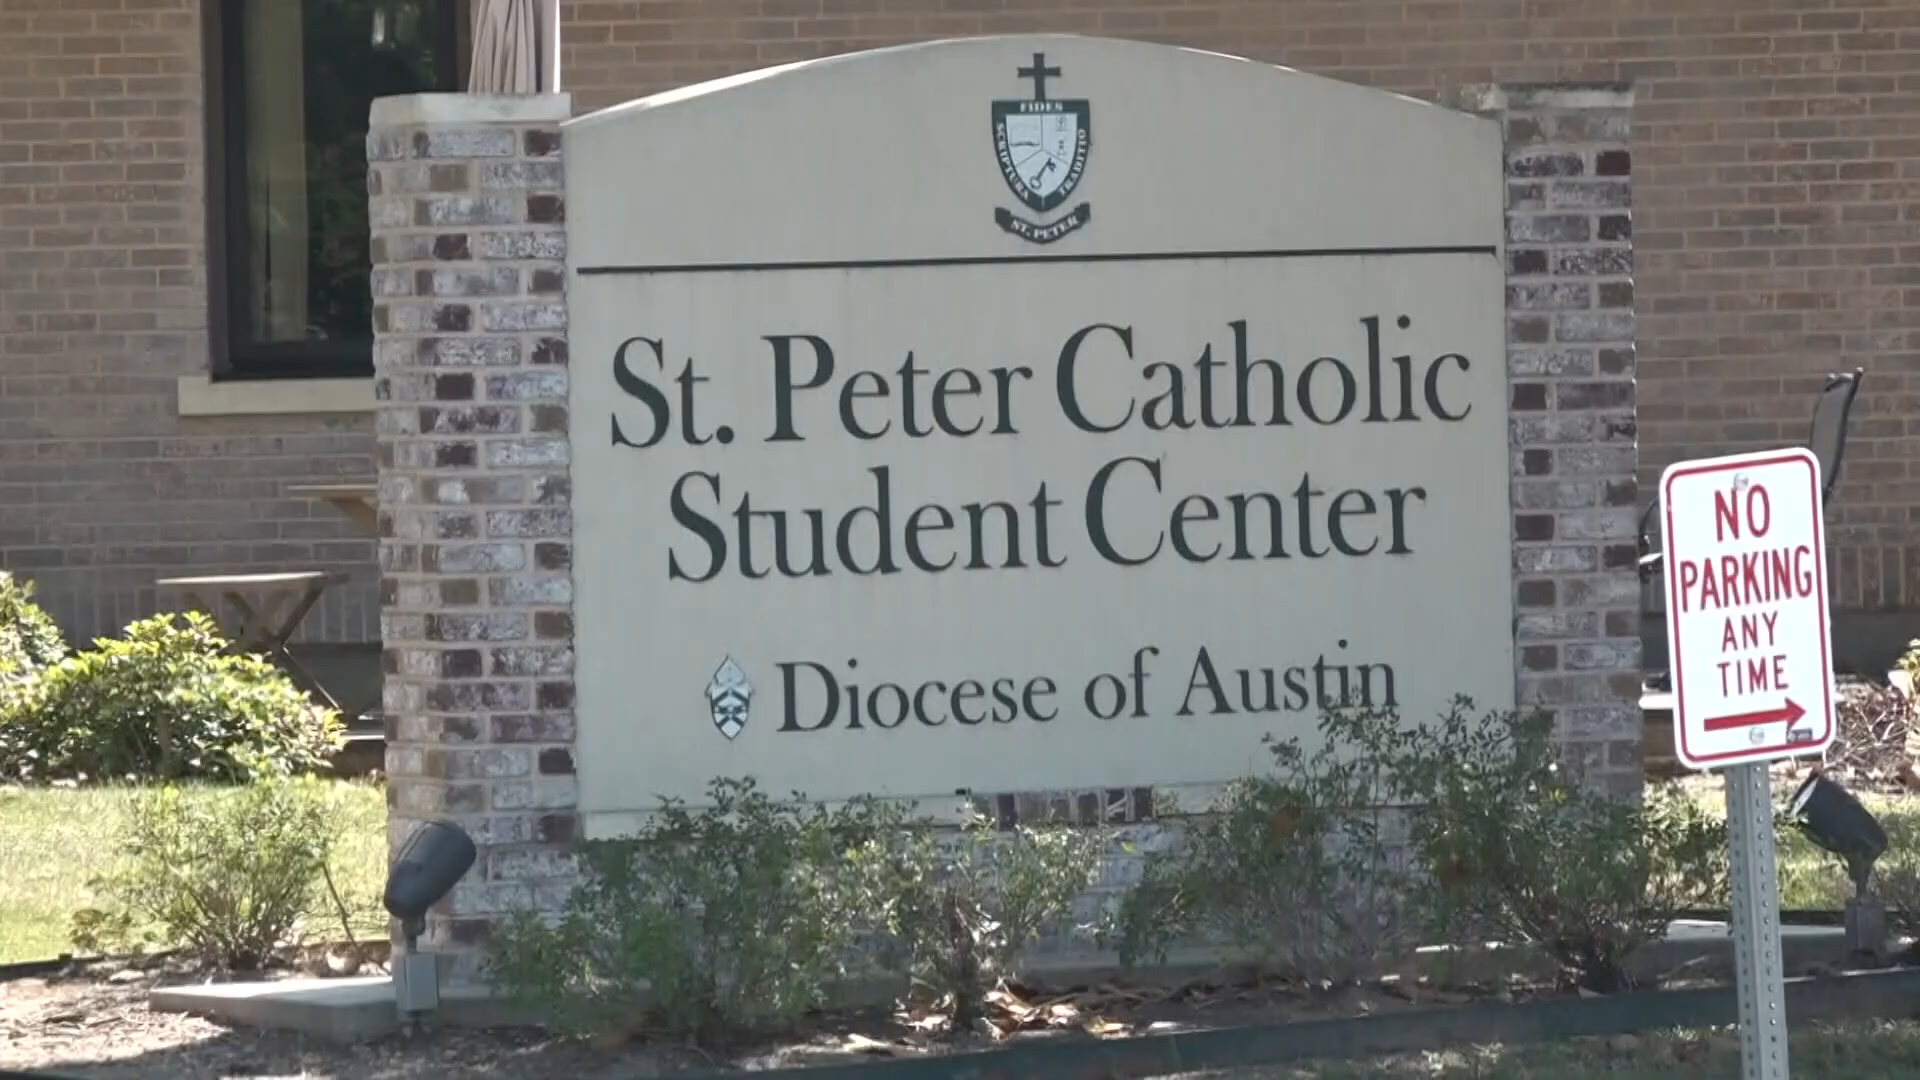 FIDES
SCRIPTURA
TRADITIO
ST. PETER
St. Peter Catholic
Student Center
Diocese of Austin
NO
PARKING
ANY
TIME